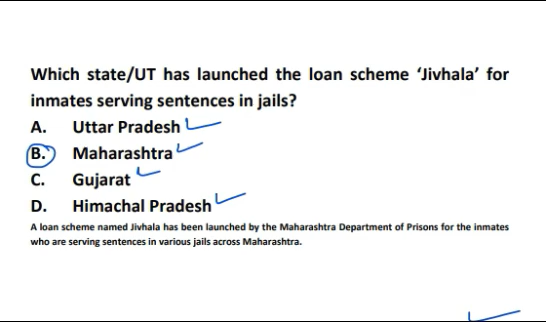 Which state/UT has launched the loan scheme ‘Jivhala’ for
inmates serving sentences in jails?
A. Uttar Pradesh
B. Maharashtra
C. Gujarat
D. Himachal Pradesh
A loan scheme named Jivhala has been launched by the Maharashtra Department of Prisons for the inmates
who are serving sentences in various jails across Maharashtra.